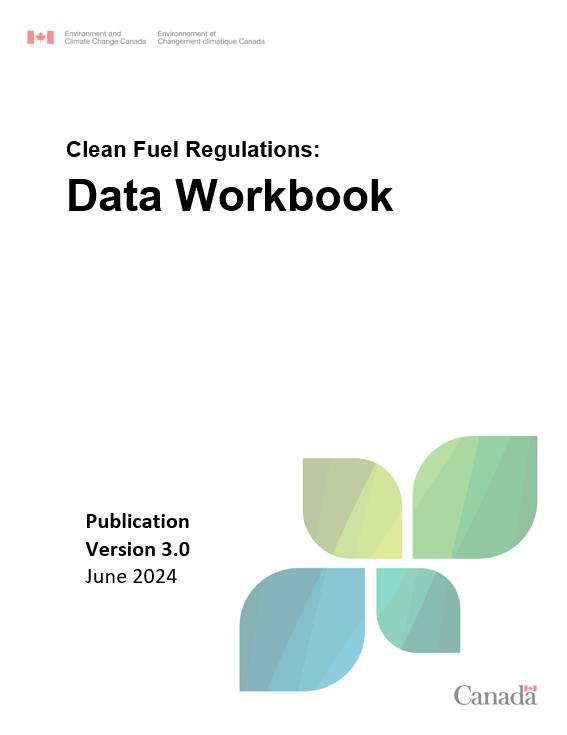 Environment and
Climate Change Canada
Environnement et
Changement climatique Canada
Clean Fuel Regulations:
Data Workbook
Publication
Version 3.0
June 2024
Canada